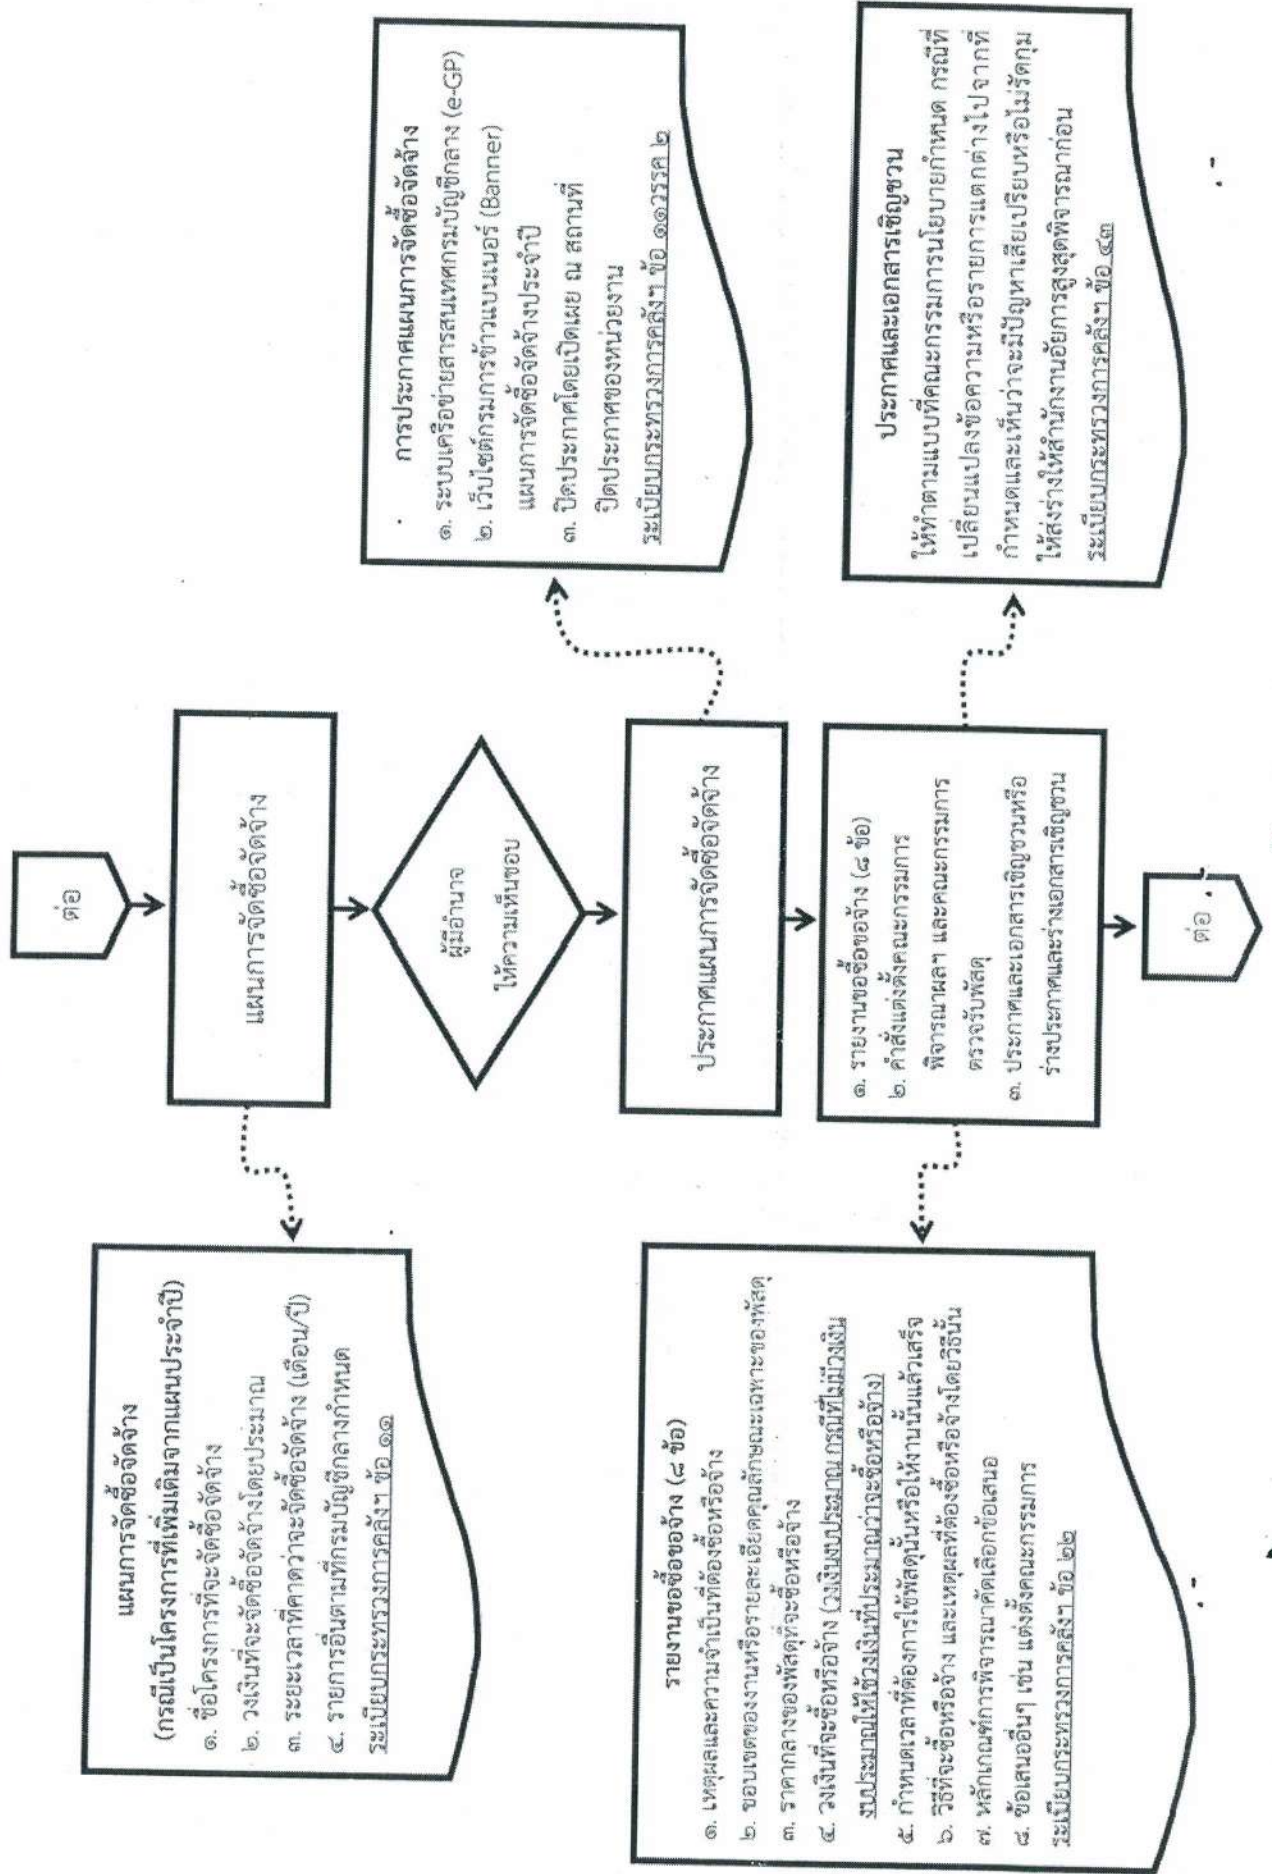 ต่อ
แผนการจัดซื้อจัดจ้าง
ผู้มีอำนาจ
ให้ความเห็นชอบ
ประกาศแผนการจัดซื้อจัดจ้าง
๑. รายงานขอซื้อขอจ้าง (๘ ข้อ)
๒. คำสั่งแต่งตั้งคณะกรรมการ
พิจารณาผลฯ และคณะกรรมการ
ตรวจรับพัสดุ
๓. ประกาศและเอกสารเชิญชวนหรือ
ร่างประกาศและร่างเอกสารเชิญชวน
ต่อ
แผนการจัดซื้อจัดจ้าง
(กรณีเป็นโครงการที่เพิ่มเติมจากแผนประจำปี)
๑. ชื่อโครงการที่จะจัดซื้อจัดจ้าง
๒. วงเงินที่จะจัดซื้อจัดจ้างโดยประมาณ
๓. ระยะเวลาที่คาดว่าจะจัดซื้อจัดจ้าง (เดือน/ปี)
๔. รายการอื่นตามที่กรมบัญชีกลางกำหนด
ระเบียบกระทรวงการคลังฯ ข้อ ๑๑
รายงานขอซื้อขอจ้าง (๘ ข้อ)
๑. เหตุผลและความจำเป็นที่ต้องซื้อหรือจ้าง
๒. ขอบเขตของงานหรือรายละเอียดคุณลักษณะเฉพาะของพัสดุ
๓. ราคากลางของพัสดุที่จะซื้อหรือจ้าง
๔. วงเงินที่จะซื้อหรือจ้าง (วงเงินงบประมาณ กรณีที่ไม่มีวงเงิน
งบประมาณให้ใช้วงเงินที่ประมาณว่าจะซื้อหรือจ้าง)
๕. กำหนดเวลาที่ต้องการใช้พัสดุนั้นหรือให้งานนั้นแล้วเสร็จ
๖. วิธีที่จะซื้อหรือจ้าง และเหตุผลที่ต้องซื้อหรือจ้างโดยวิธีนั้น
๗. หลักเกณฑ์การพิจารณาคัดเลือกข้อเสนอ
๘. ข้อเสนออื่นๆ เช่น แต่งตั้งคณะกรรมการ
ระเบียบกระทรวงการคลังฯ ข้อ ๒๒
การประกาศแผนการจัดซื้อจัดจ้าง
๑. ระบบเครือข่ายสารสนเทศกรมบัญชีกลาง (e-GP)
๒. เว็บไซต์กรมการข้าวแบนเนอร์ (Banner)
แผนการจัดซื้อจัดจ้างประจำปี
๓. ปิดประกาศโดยเปิดเผย ณ สถานที่
ปิดประกาศของหน่วยงาน
ระเบียบกระทรวงการคลังฯ ข้อ ๑๑วรรค ๒
ประกาศและเอกสารเชิญชวน
ให้ทำตามแบบที่คณะกรรมการนโยบายกำหนด กรณีที่
เปลี่ยนแปลงข้อความหรือรายการแตกต่างไปจากที่
กำหนดและเห็นว่าจะมีปัญหาเสียเปรียบหรือไม่รัดกุม
ให้ส่งร่างให้สำนักงานอัยการสูงสุดพิจารณาก่อน
ระเบียบกระทรวงการคลังฯ ข้อ ๔๓